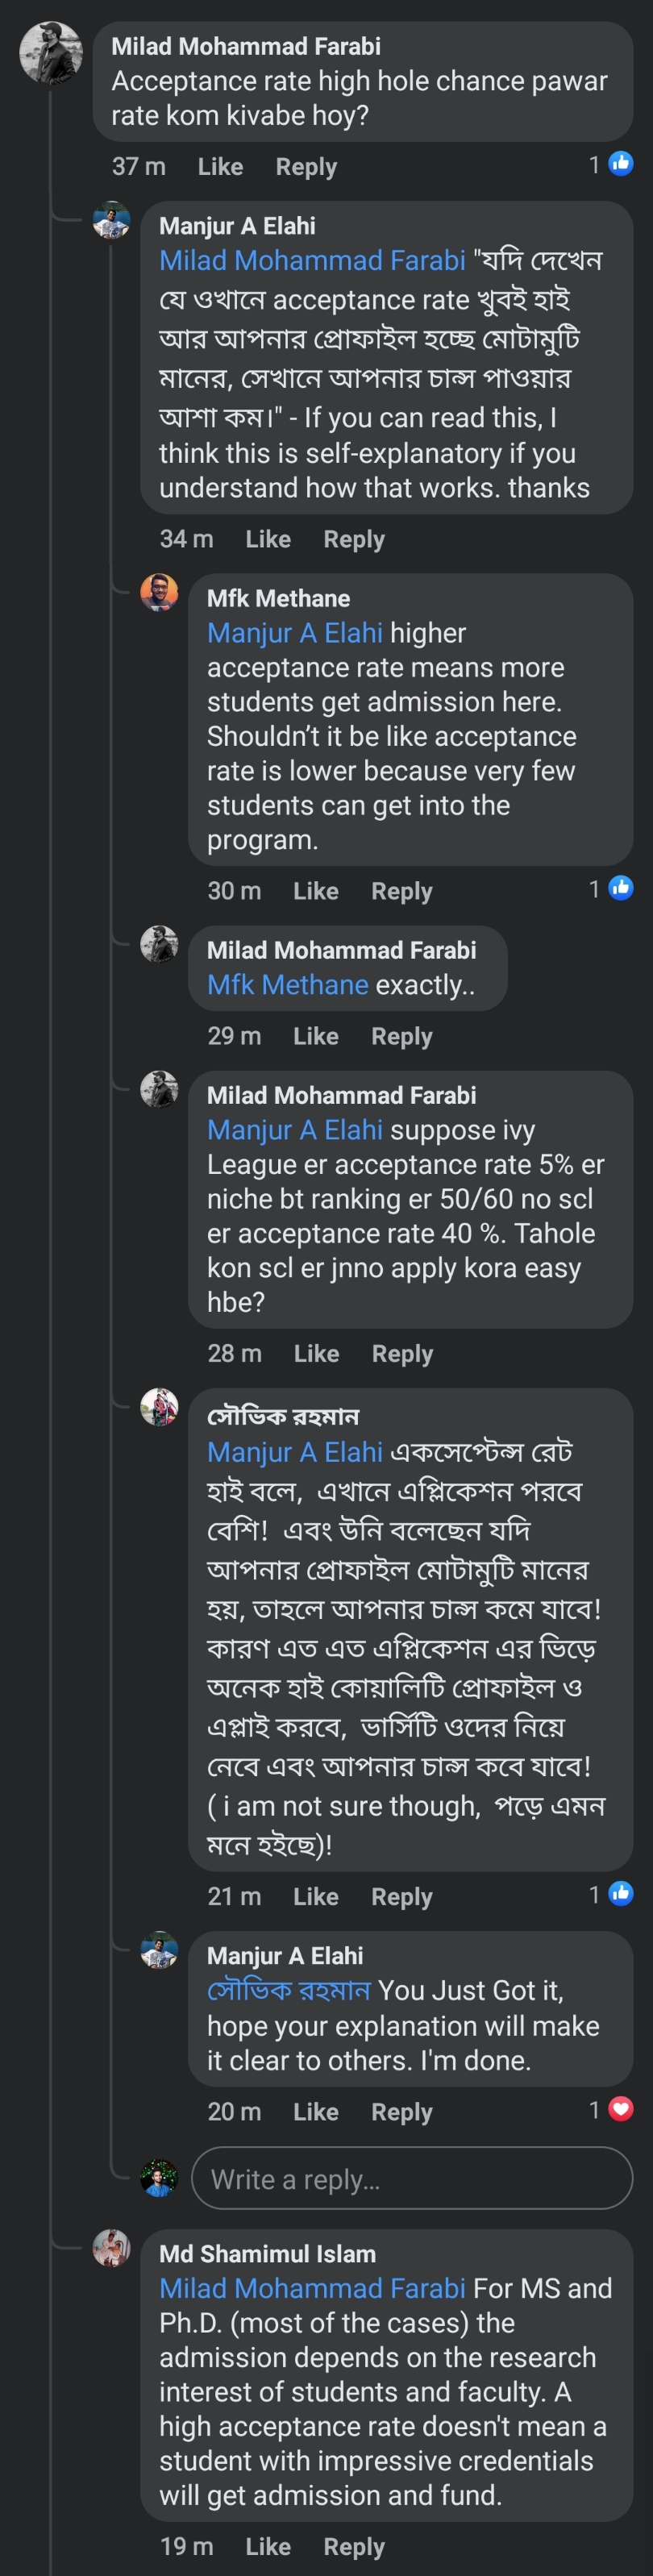 Milad Mohammad Farabi
Acceptance rate high hole chance pawar
rate kom kivabe hoy?
37 m Like Reply 1
Manjur A Elahi
Milad Mohammad Farabi "যদি দেখেন
যে ওখানে acceptance rate খুবই হাই
আর আপনার প্রোফাইল হচ্ছে মোটামুটি
মানের, সেখানে আপনার চান্স পাওয়ার
আশা কম।" - If you can read this, I
think this is self-explanatory if you
understand how that works. thanks
34 m Like Reply
Mfk Methane
Manjur A Elahi higher
acceptance rate means more
students get admission here.
Shouldn’t it be like acceptance
rate is lower because very few
students can get into the
program.
30 m Like Reply 1
Milad Mohammad Farabi
Mfk Methane exactly..
29 m Like Reply
Milad Mohammad Farabi
Manjur A Elahi suppose ivy
League er acceptance rate 5% er
niche bt ranking er 50/60 no scl
er acceptance rate 40 %. Tahole
kon scl er jnno apply kora easy
hbe?
28 m Like Reply
সৌভিক রহমান
Manjur A Elahi একসেপ্টেন্স রেট
হাই বলে, এখানে এপ্লিকেশন পরবে
বেশি! এবং উনি বলেছেন যদি
আপনার প্রোফাইল মোটামুটি মানের
হয়, তাহলে আপনার চান্স কমে যাবে!
কারণ এত এত এপ্লিকেশন এর ভিড়ে
অনেক হাই কোয়ালিটি প্রোফাইল ও
এপ্লাই করবে, ভার্সিটি ওদের নিয়ে
নেবে এবং আপনার চান্স কবে যাবে!
( i am not sure though, পড়ে এমন
মনে হইছে)!
21 m Like Reply 1
Manjur A Elahi
সৌভিক রহমান You Just Got it,
hope your explanation will make
it clear to others. I'm done.
20 m Like Reply 1
Write a reply...
Md Shamimul Islam
Milad Mohammad Farabi For MS and
Ph.D. (most of the cases) the
admission depends on the research
interest of students and faculty. A
high acceptance rate doesn't mean a
student with impressive credentials
will get admission and fund.
19 m Like Reply